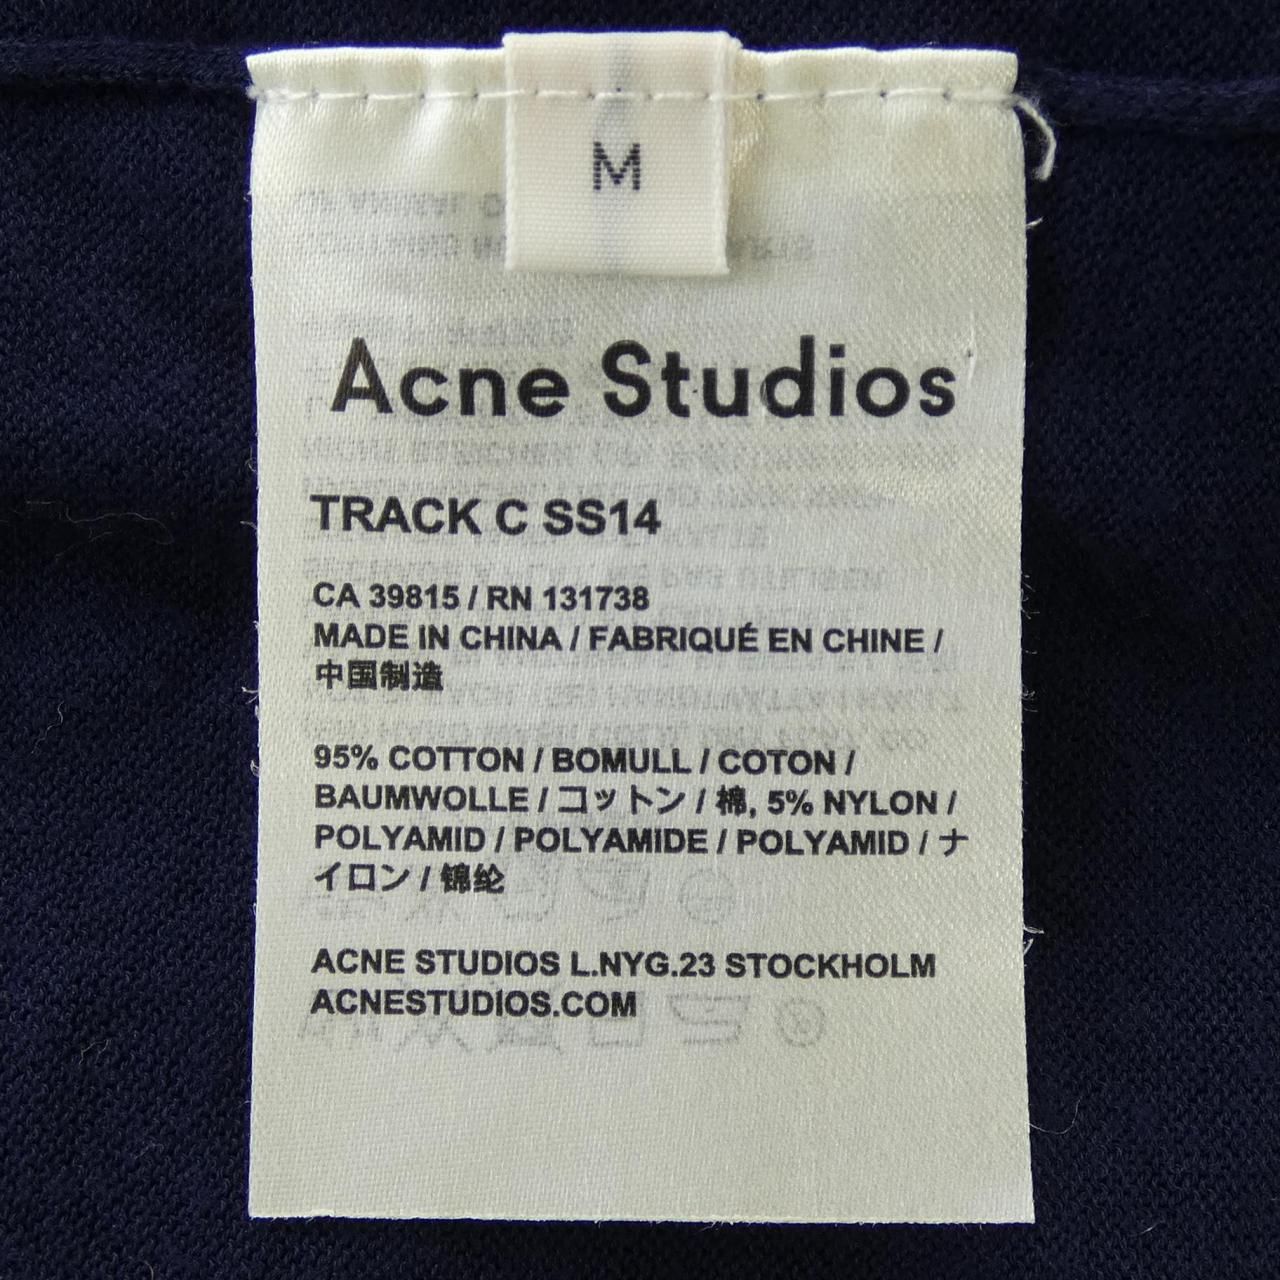 M
Acne Studios
TRACK C SS14
CA 39815 / RN 131738
MADE IN CHINA / FABRIQUÉ EN CHINE /
中国制造
95% COTTON / BOMULL / COTON /
BAUMWOLLE / コットン / 棉, 5% NYLON /
POLYAMID / POLYAMIDE / POLYAMID / ナ
イロン / 锦纶
ACNE STUDIOS L.NYG.23 STOCKHOLM
ACNESTUDIOS.COM